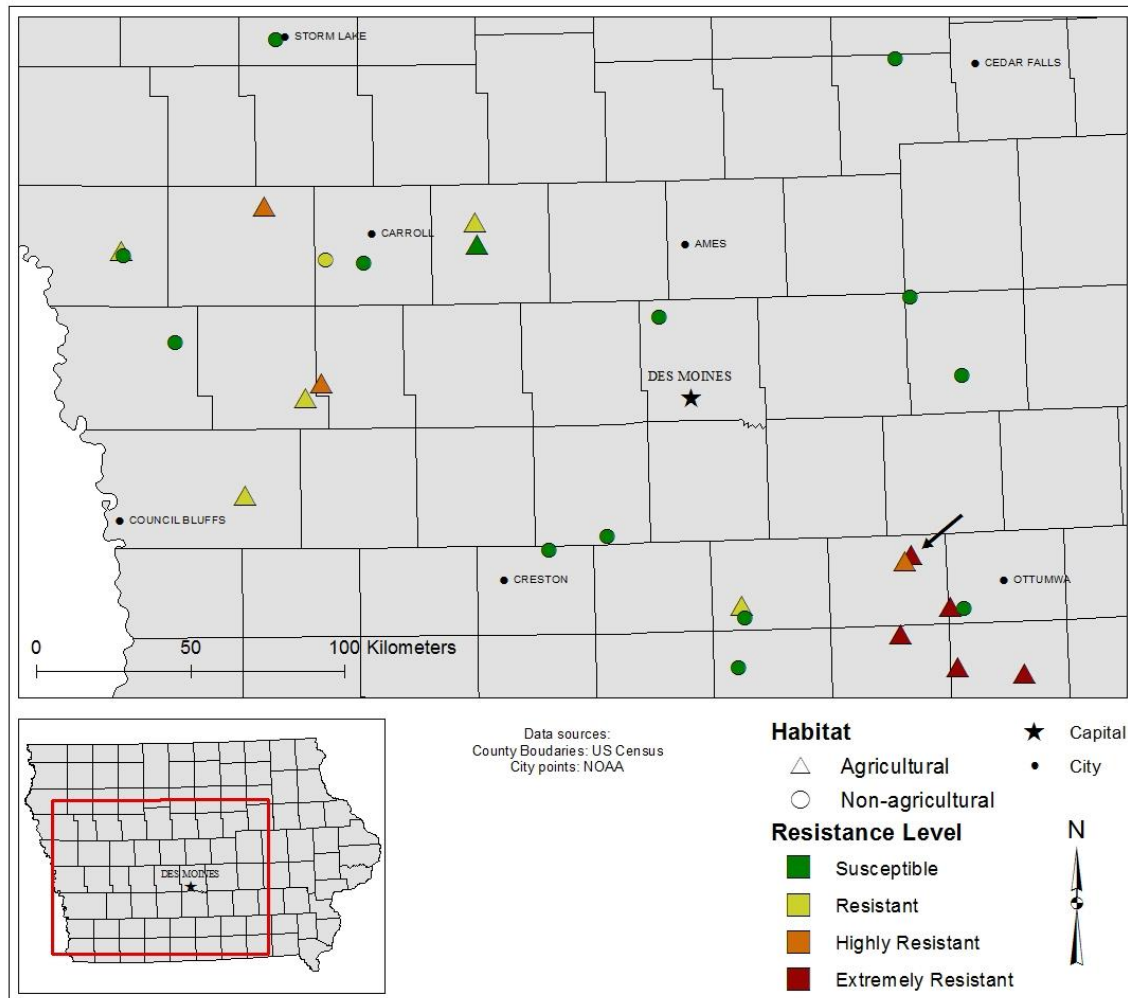 STORM LAKE
CEDAR FALLS
CARROLL
AMES
DES MOINES
COUNCIL BLUFFS
CRESTON
OTTUMWA
0 50 100 Kilometers
DES MOINES
Data sources:
County Boudaries: US Census
City points: NOAA
Habitat
Agricultural
Non-agricultural
Resistance Level
Susceptible
Resistant
Highly Resistant
Extremely Resistant
Capital
City
N